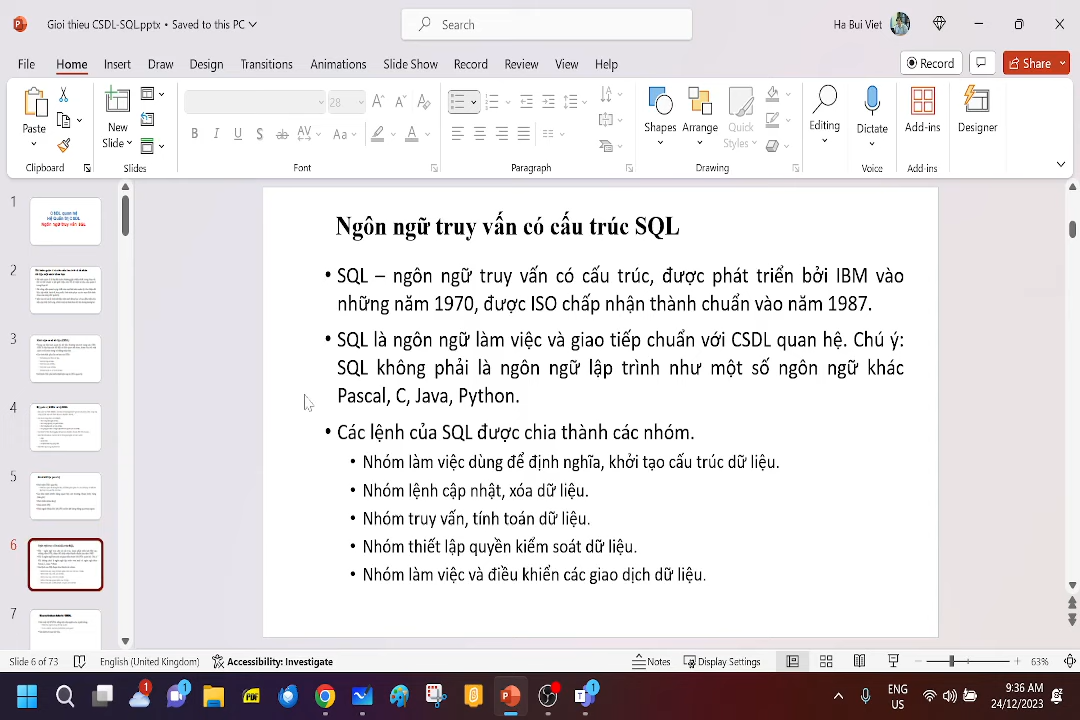 Gioi thieu CSDL-SQL.pptx • Saved to this PC
Search
Ha Bui Viet
File Home Insert Draw Design Transitions Animations Slide Show Record Review View Help
Record
Share
Paste
New Slide
28
Shapes
Arrange
Quick Styles
Editing
Dictate
Add-ins
Designer
Clipboard
Slides
Font
Paragraph
Drawing
Voice
Add-ins
1
2
3
4
5
6
7
Ngôn ngữ truy vấn có cấu trúc SQL
• SQL – ngôn ngữ truy vấn có cấu trúc, được phát triển bởi IBM vào
những năm 1970, được ISO chấp nhận thành chuẩn vào năm 1987.
• SQL là ngôn ngữ làm việc và giao tiếp chuẩn với CSDL quan hệ. Chú ý:
SQL không phải là ngôn ngữ lập trình như một số ngôn ngữ khác
Pascal, C, Java, Python.
• Các lệnh của SQL được chia thành các nhóm.
• Nhóm làm việc dùng để định nghĩa, khởi tạo cấu trúc dữ liệu.
• Nhóm lệnh cập nhật, xóa dữ liệu.
• Nhóm truy vấn, tính toán dữ liệu.
• Nhóm thiết lập quyền kiểm soát dữ liệu.
• Nhóm làm việc và điều khiển các giao dịch dữ liệu.
Slide 6 of 73
English (United Kingdom)
Accessibility: Investigate
Notes
Display Settings
63%
ENG
US
9:36 AM
24/12/2023